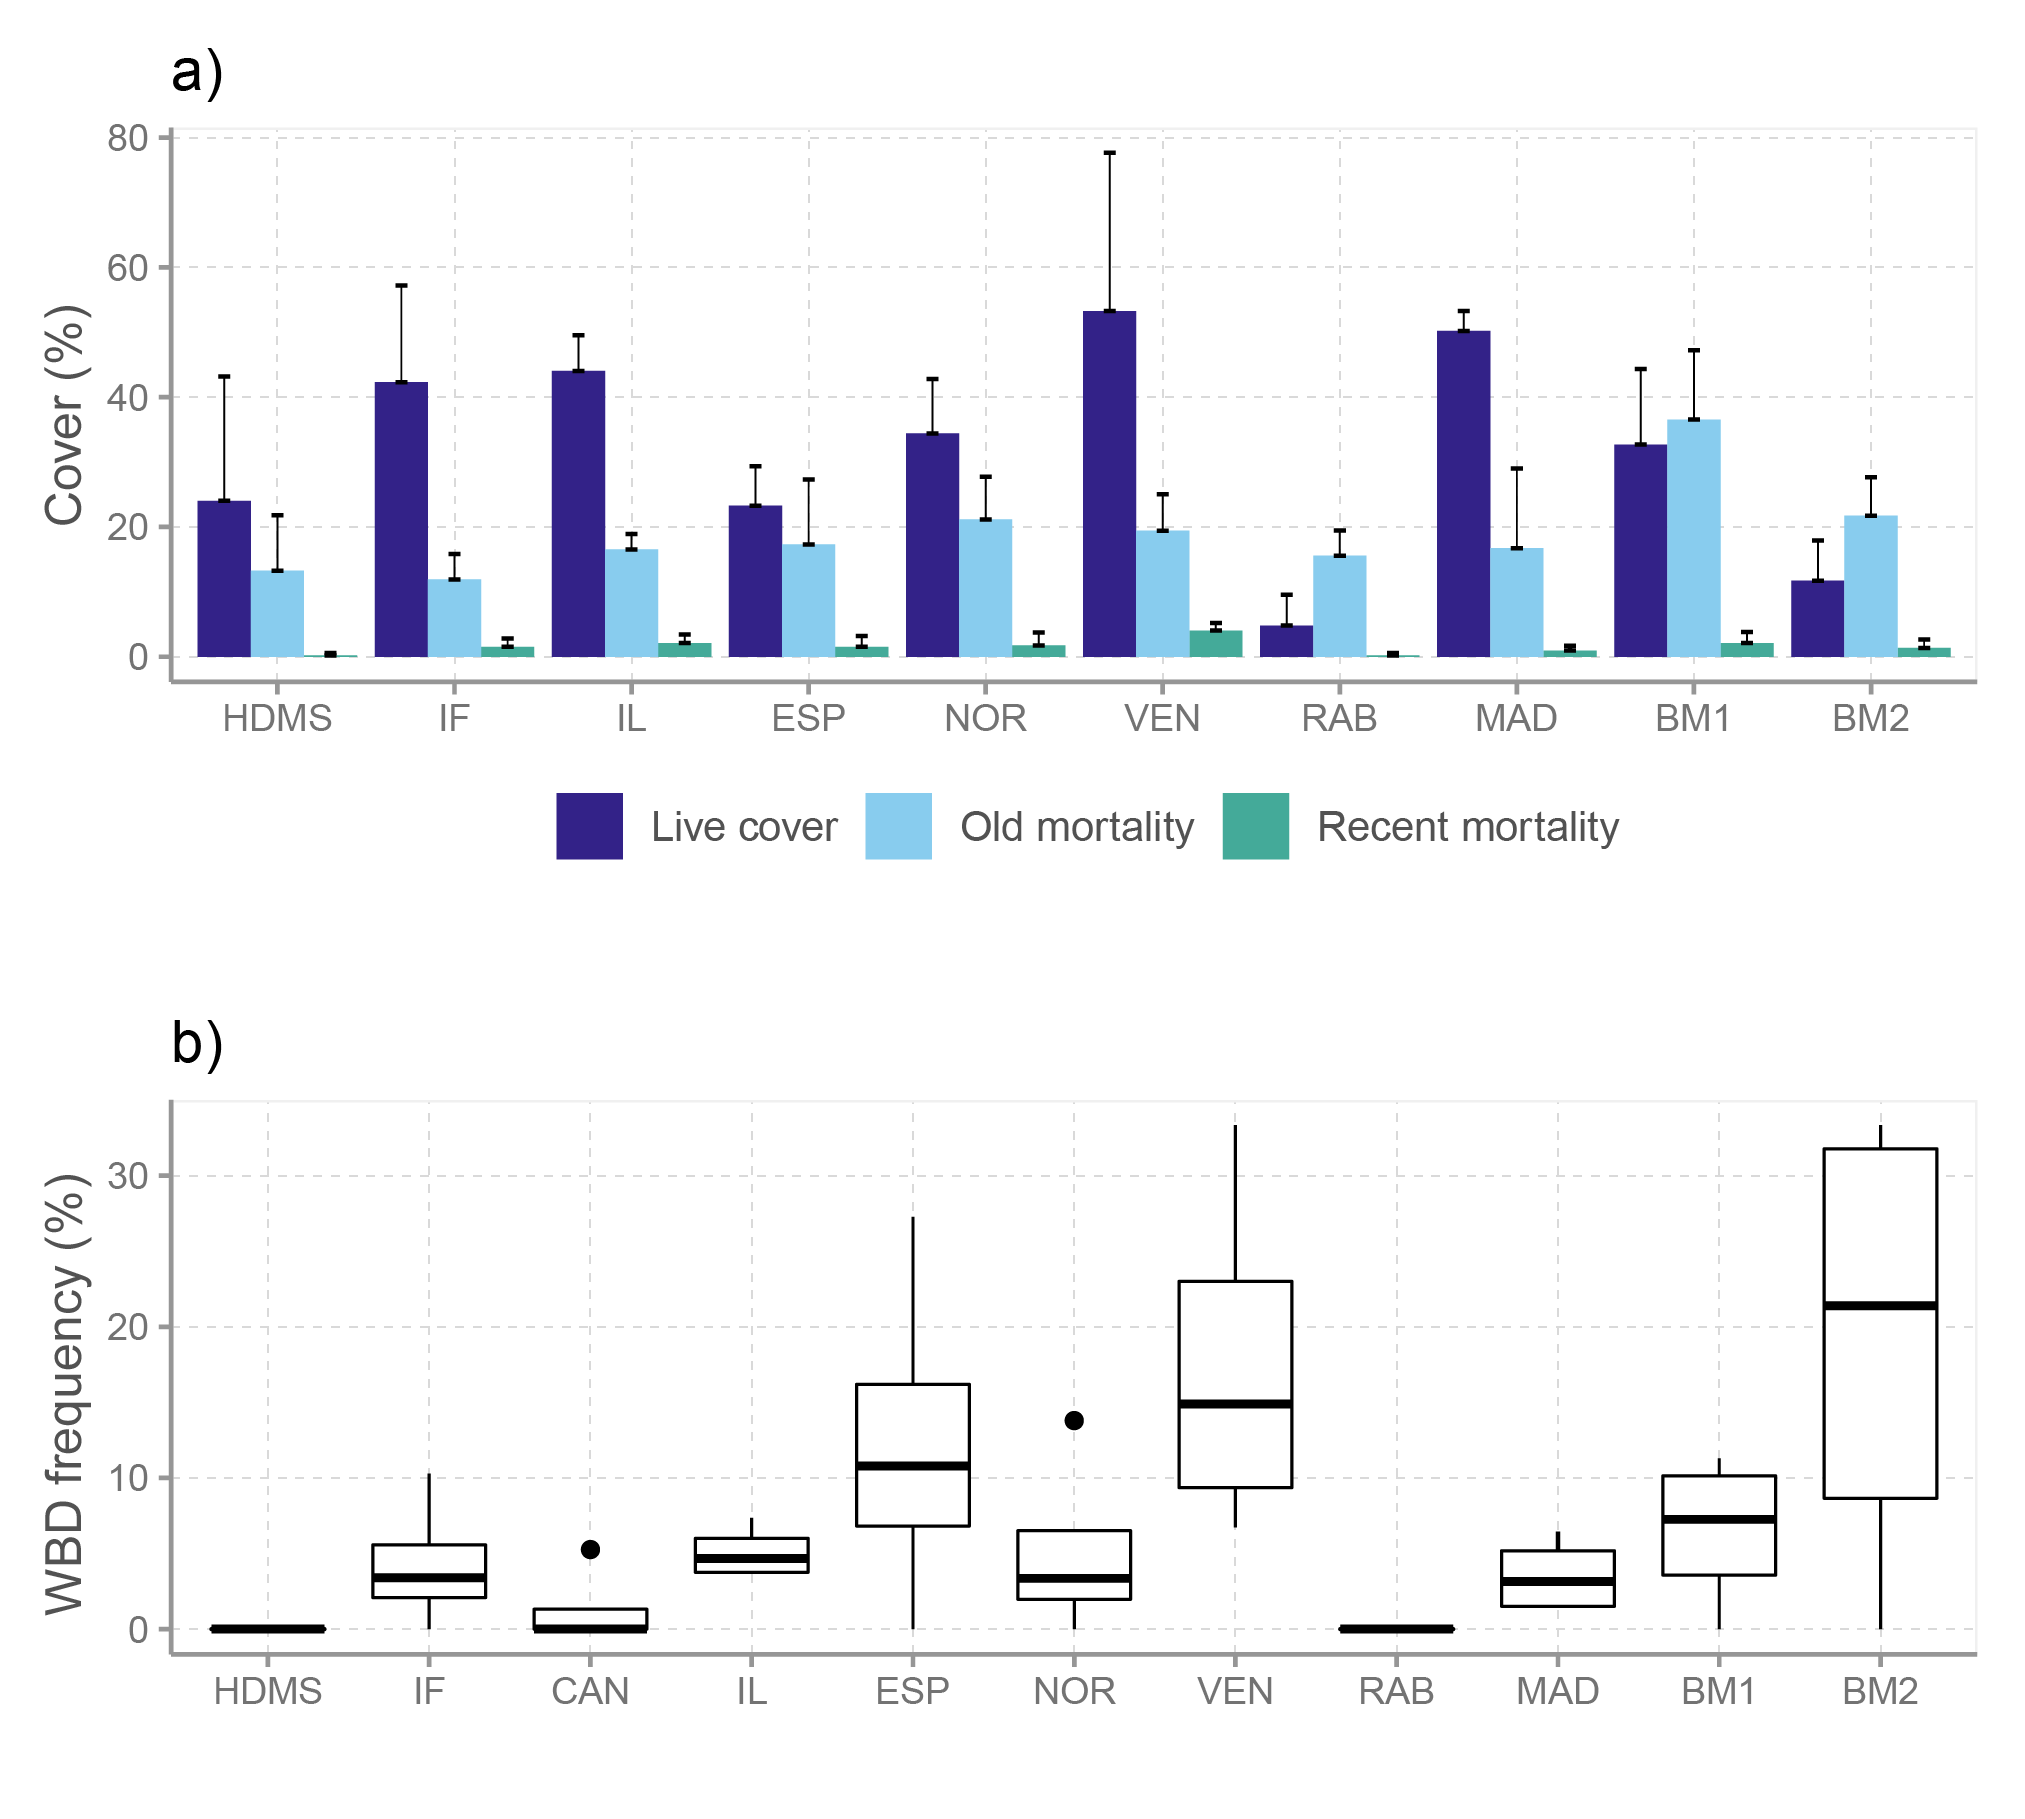 a)
80
60
40
20
0
Cover (%)
HDMS IF IL ESP NOR VEN RAB MAD BM1 BM2
Live cover Old mortality Recent mortality
b)
30
20
10
0
WBD frequency (%)
HDMS IF CAN IL ESP NOR VEN RAB MAD BM1 BM2